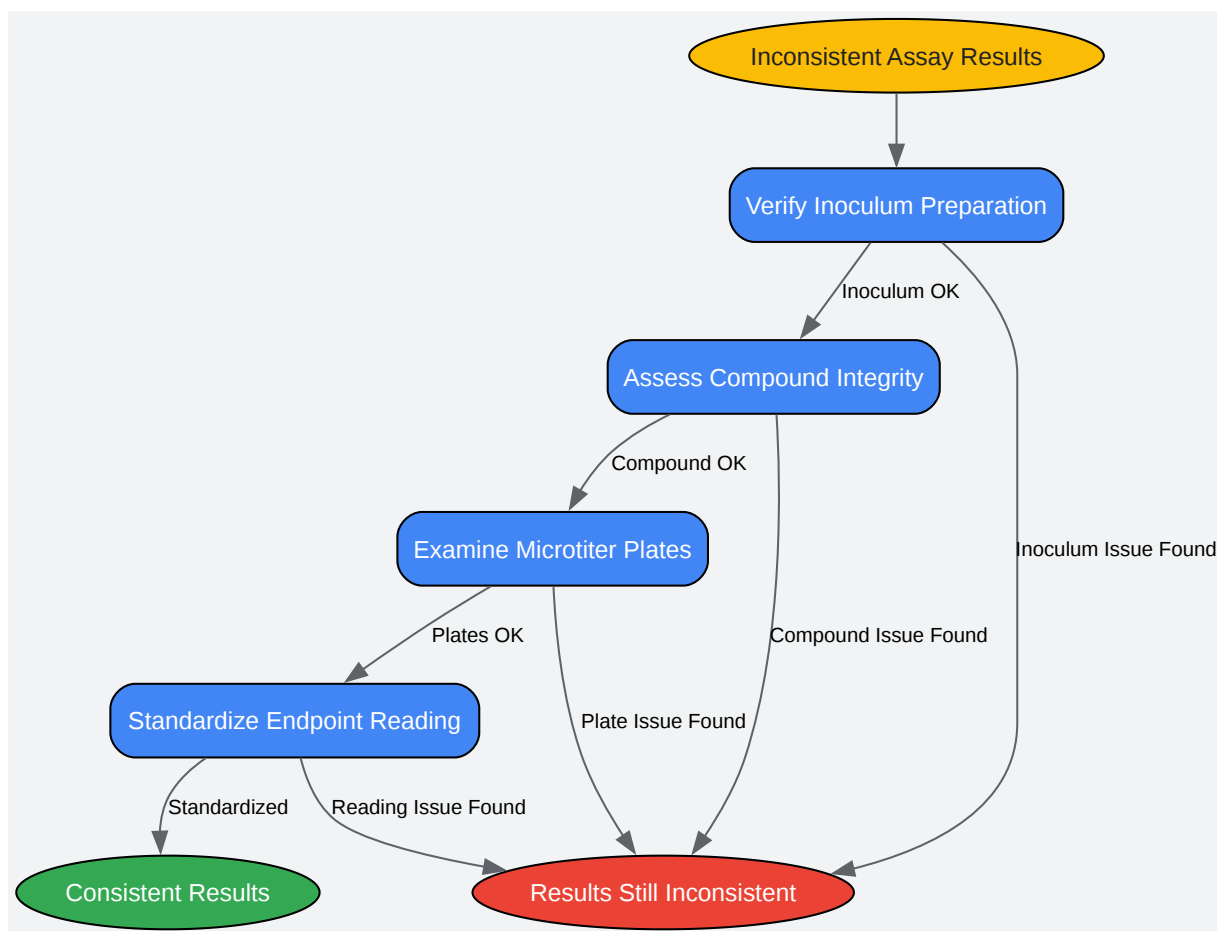 Inconsistent Assay Results
Verify Inoculum Preparation
Inoculum OK
Assess Compound Integrity
Compound OK
Examine Microtiter Plates
Inoculum Issue Found
Plates OK
Compound Issue Found
Standardize Endpoint Reading
Plate Issue Found
Standardized
Reading Issue Found
Consistent Results
Results Still Inconsistent